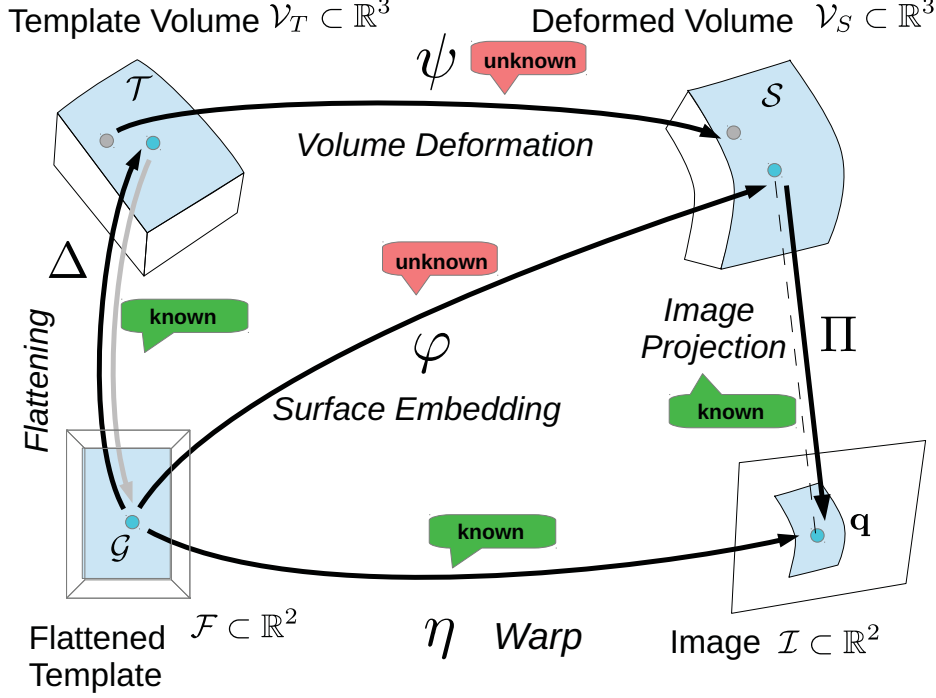 Template Volume 𝒱_T ⊂ ℝ³
Deformed Volume 𝒱_S ⊂ ℝ³
ψ unknown
𝒯
𝒮
Volume Deformation
Δ
unknown
known
Flattening
Image
Projection
Π
φ
known
Surface Embedding
𝒢
known
q
Flattened
Template
ℱ ⊂ ℝ²
η Warp
Image ℐ ⊂ ℝ²